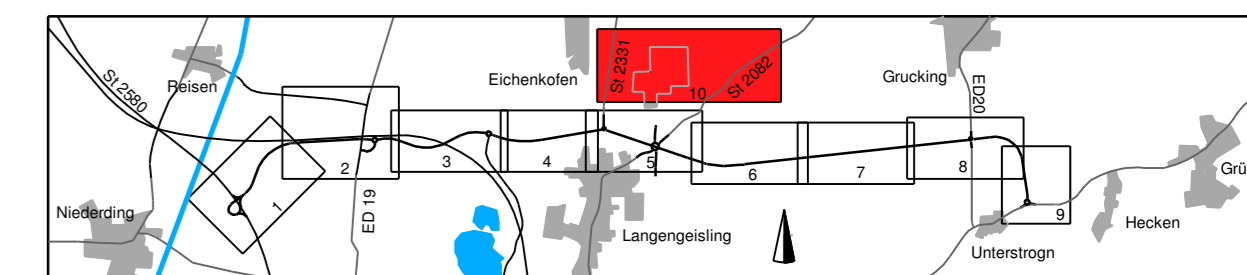 St 2580
Reisen
Eichenkofen
St 2331
St 2082
10
Grucking
ED20
1
2
3
4
5
6
7
8
9
Niederding
ED 19
Langengeisling
Unterstrogn
Hecken
Grü